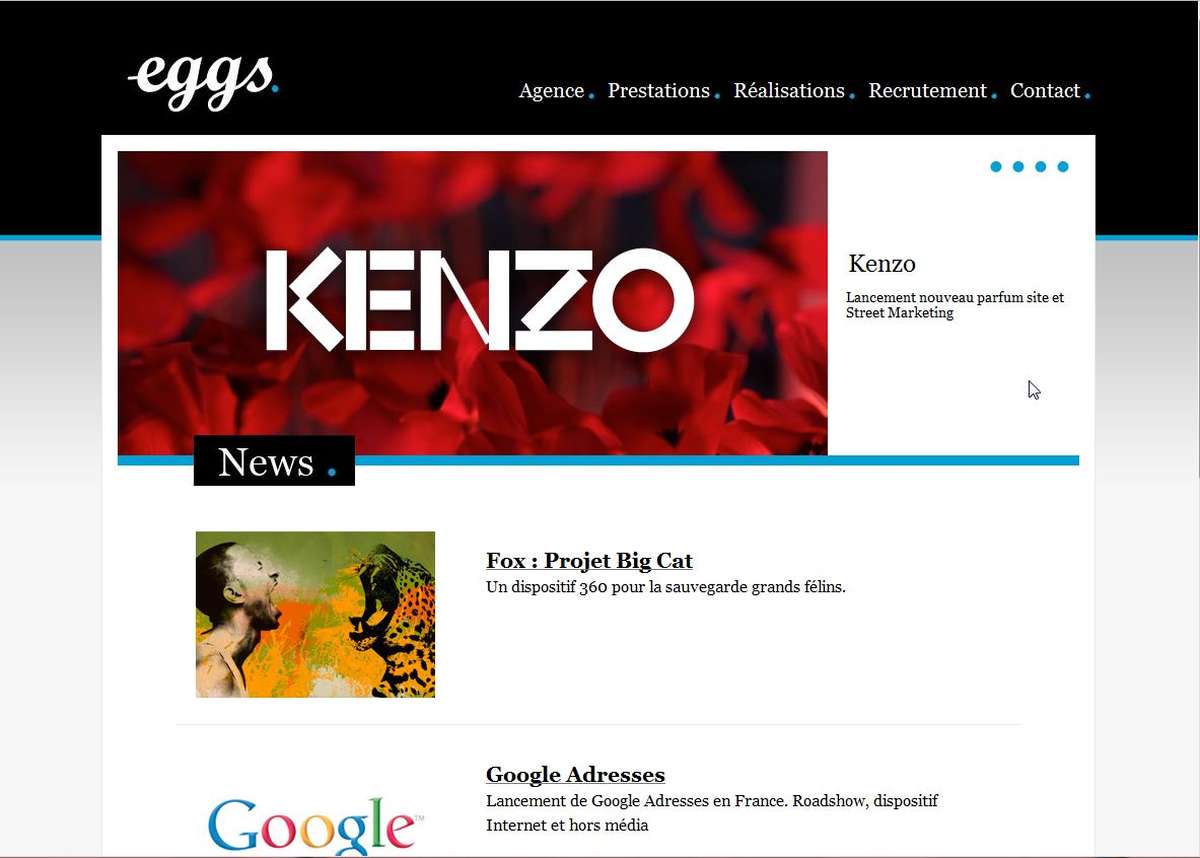 eggs.
Agence . Prestations . Réalisations . Recrutement . Contact .
KENZO
Kenzo
Lancement nouveau parfum site et
Street Marketing
News .
Fox : Projet Big Cat
Un dispositif 360 pour la sauvegarde grands félins.
Google Adresses
Lancement de Google Adresses en France. Roadshow, dispositif
Internet et hors média
Google™